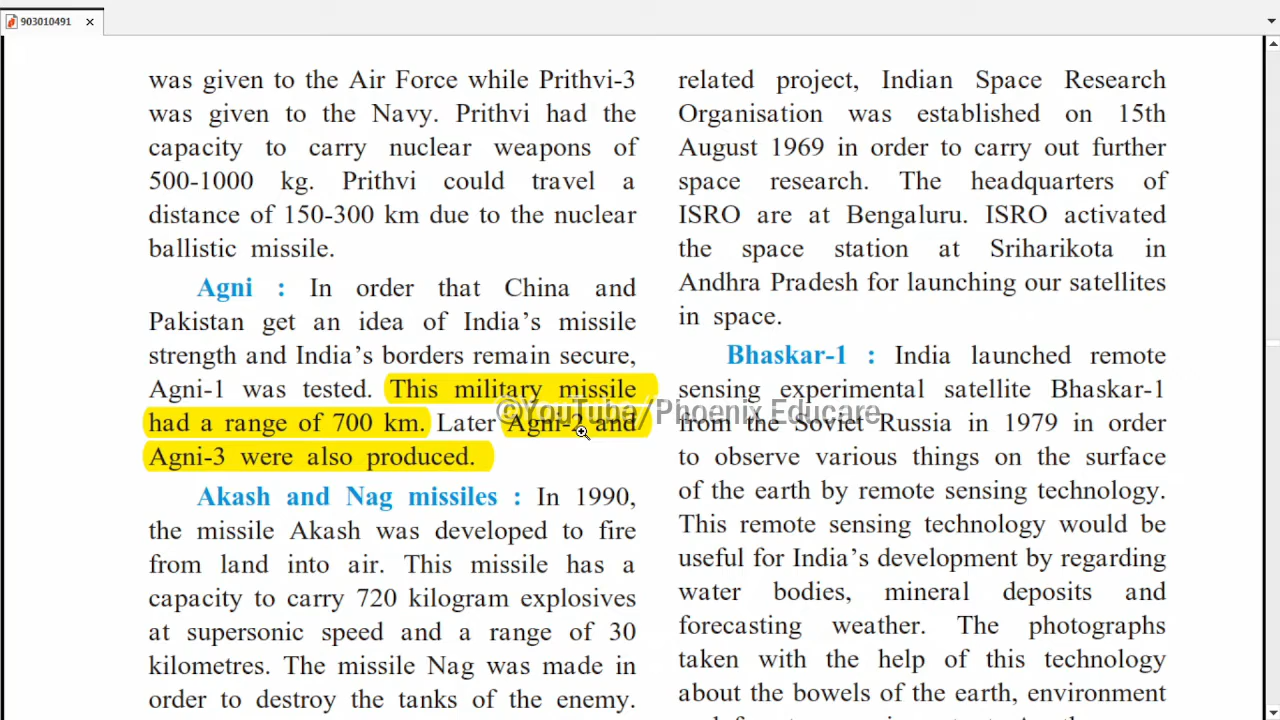 903010491
was given to the Air Force while Prithvi-3
was given to the Navy. Prithvi had the
capacity to carry nuclear weapons of
500-1000 kg. Prithvi could travel a
distance of 150-300 km due to the nuclear
ballistic missile.
Agni : In order that China and
Pakistan get an idea of India's missile
strength and India's borders remain secure,
Agni-1 was tested. This military missile
had a range of 700 km. Later Agni-2 and
Agni-3 were also produced.
Akash and Nag missiles : In 1990,
the missile Akash was developed to fire
from land into air. This missile has a
capacity to carry 720 kilogram explosives
at supersonic speed and a range of 30
kilometres. The missile Nag was made in
order to destroy the tanks of the enemy.
related project, Indian Space Research
Organisation was established on 15th
August 1969 in order to carry out further
space research. The headquarters of
ISRO are at Bengaluru. ISRO activated
the space station at Sriharikota in
Andhra Pradesh for launching our satellites
in space.
Bhaskar-1 : India launched remote
sensing experimental satellite Bhaskar-1
from the Soviet Russia in 1979 in order
to observe various things on the surface
of the earth by remote sensing technology.
This remote sensing technology would be
useful for India's development by regarding
water bodies, mineral deposits and
forecasting weather. The photographs
taken with the help of this technology
about the bowels of the earth, environment
©YouTuba/Phoenix Educare